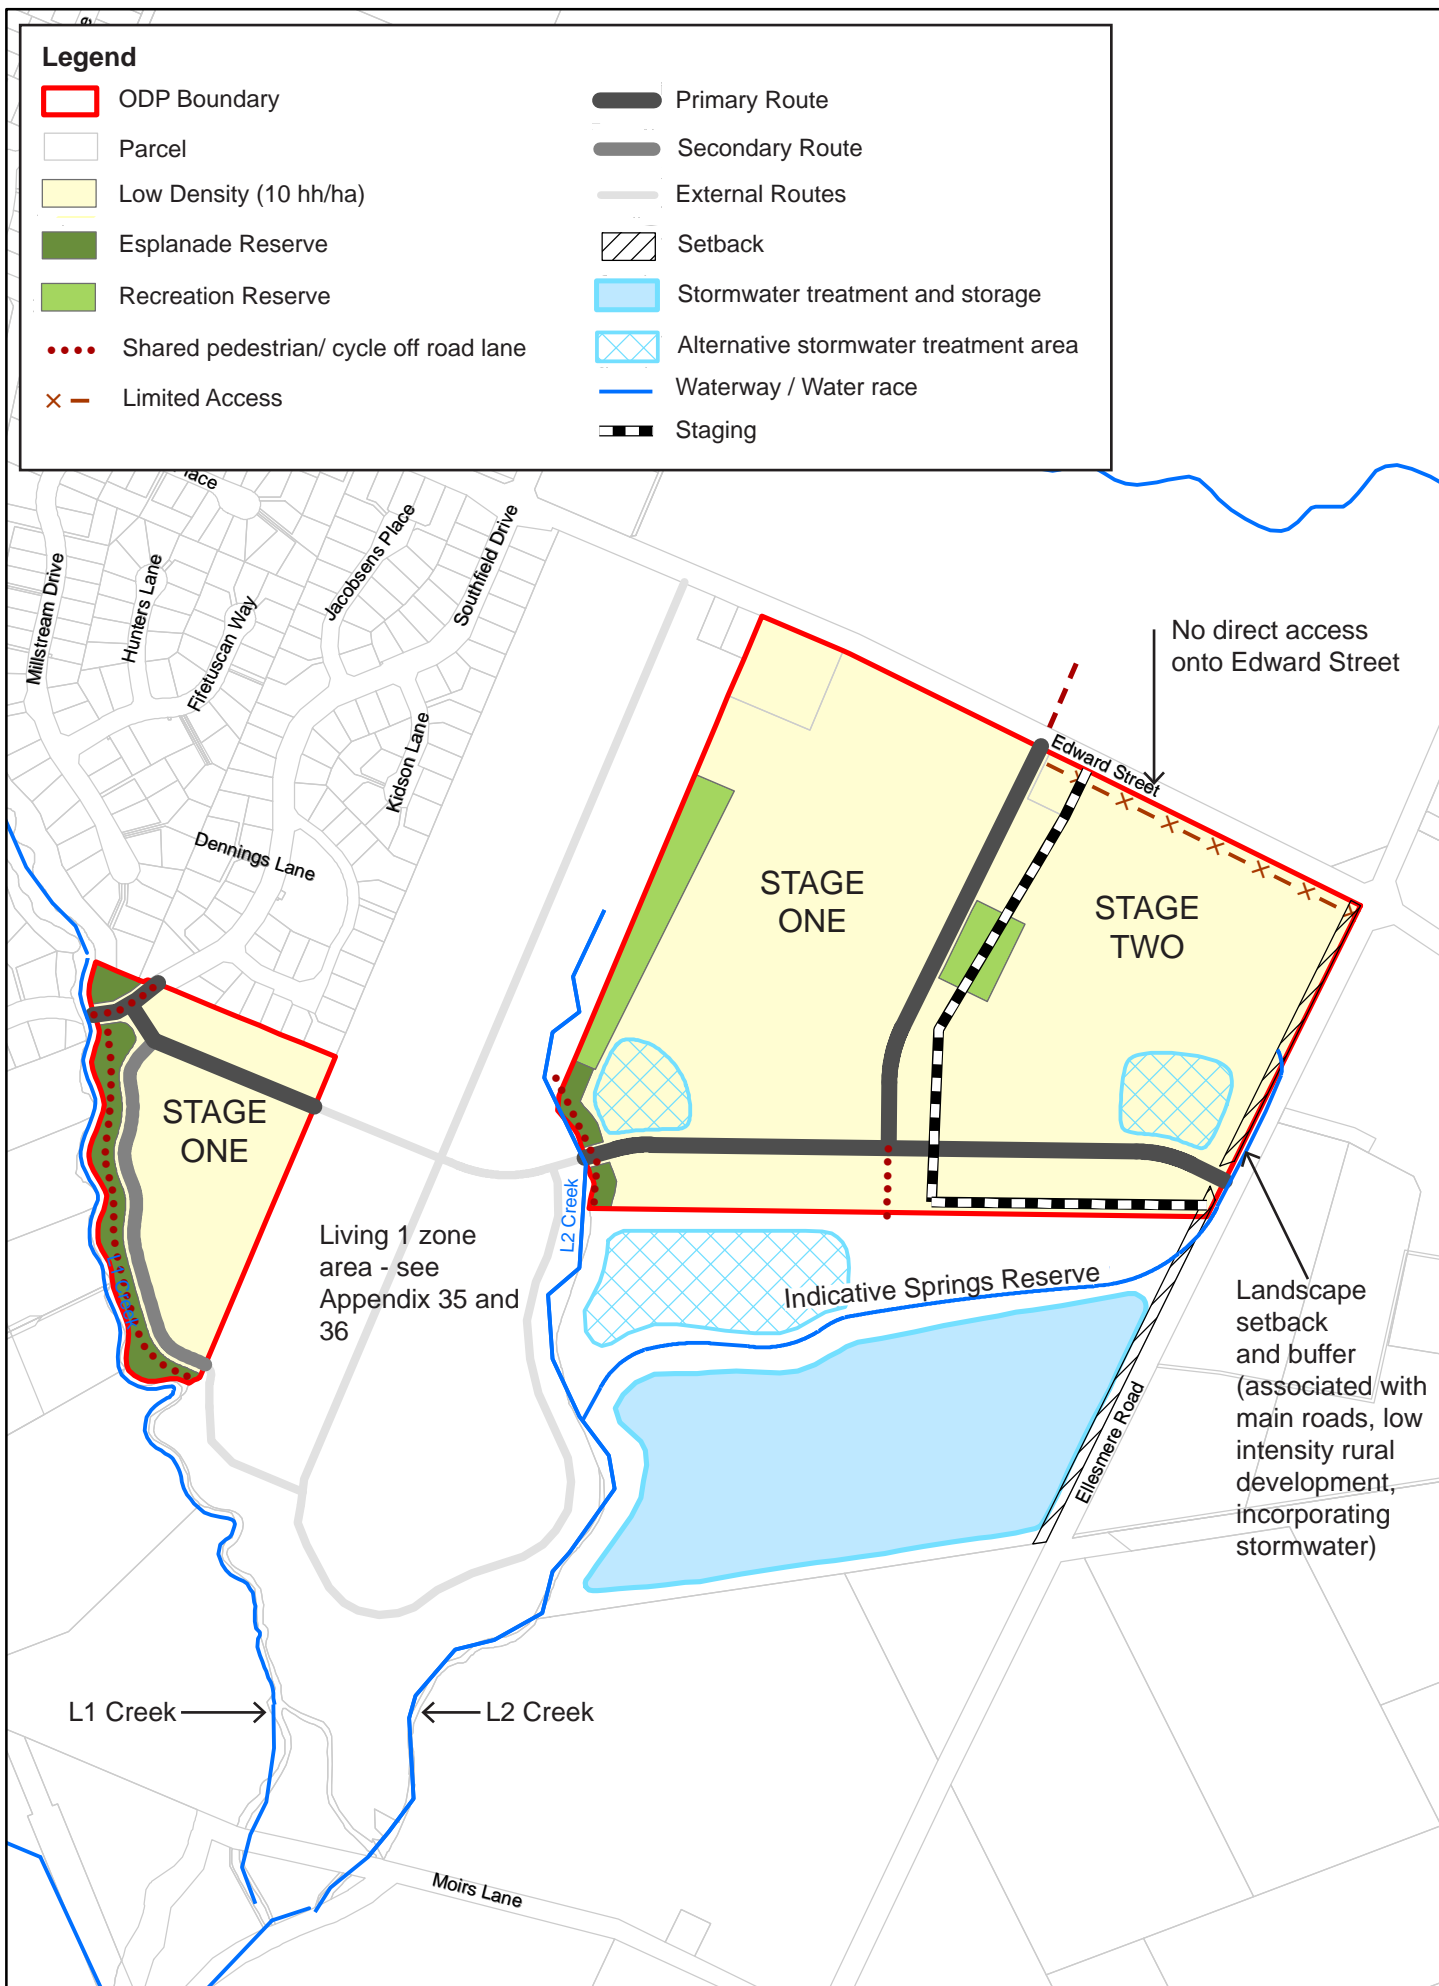 Legend
ODP Boundary
Parcel
Low Density (10 hh/ha)
Esplanade Reserve
Recreation Reserve
Shared pedestrian/ cycle off road lane
Limited Access
Primary Route
Secondary Route
External Routes
Setback
Stormwater treatment and storage
Alternative stormwater treatment area
Waterway / Water race
Staging
Millstream Drive
Hunters Lane
Fifetuscan Way
Jacobsens Place
Southfield Drive
Kidson Lane
Dennings Lane
No direct access
onto Edward Street
Edward Street
STAGE
ONE
STAGE
TWO
STAGE
ONE
Living 1 zone
area - see
Appendix 35 and
36
L2 Creek
Indicative Springs Reserve
Ellesmere Road
Landscape
setback
and buffer
(associated with
main roads, low
intensity rural
development,
incorporating
stormwater)
L1 Creek
L2 Creek
Moirs Lane